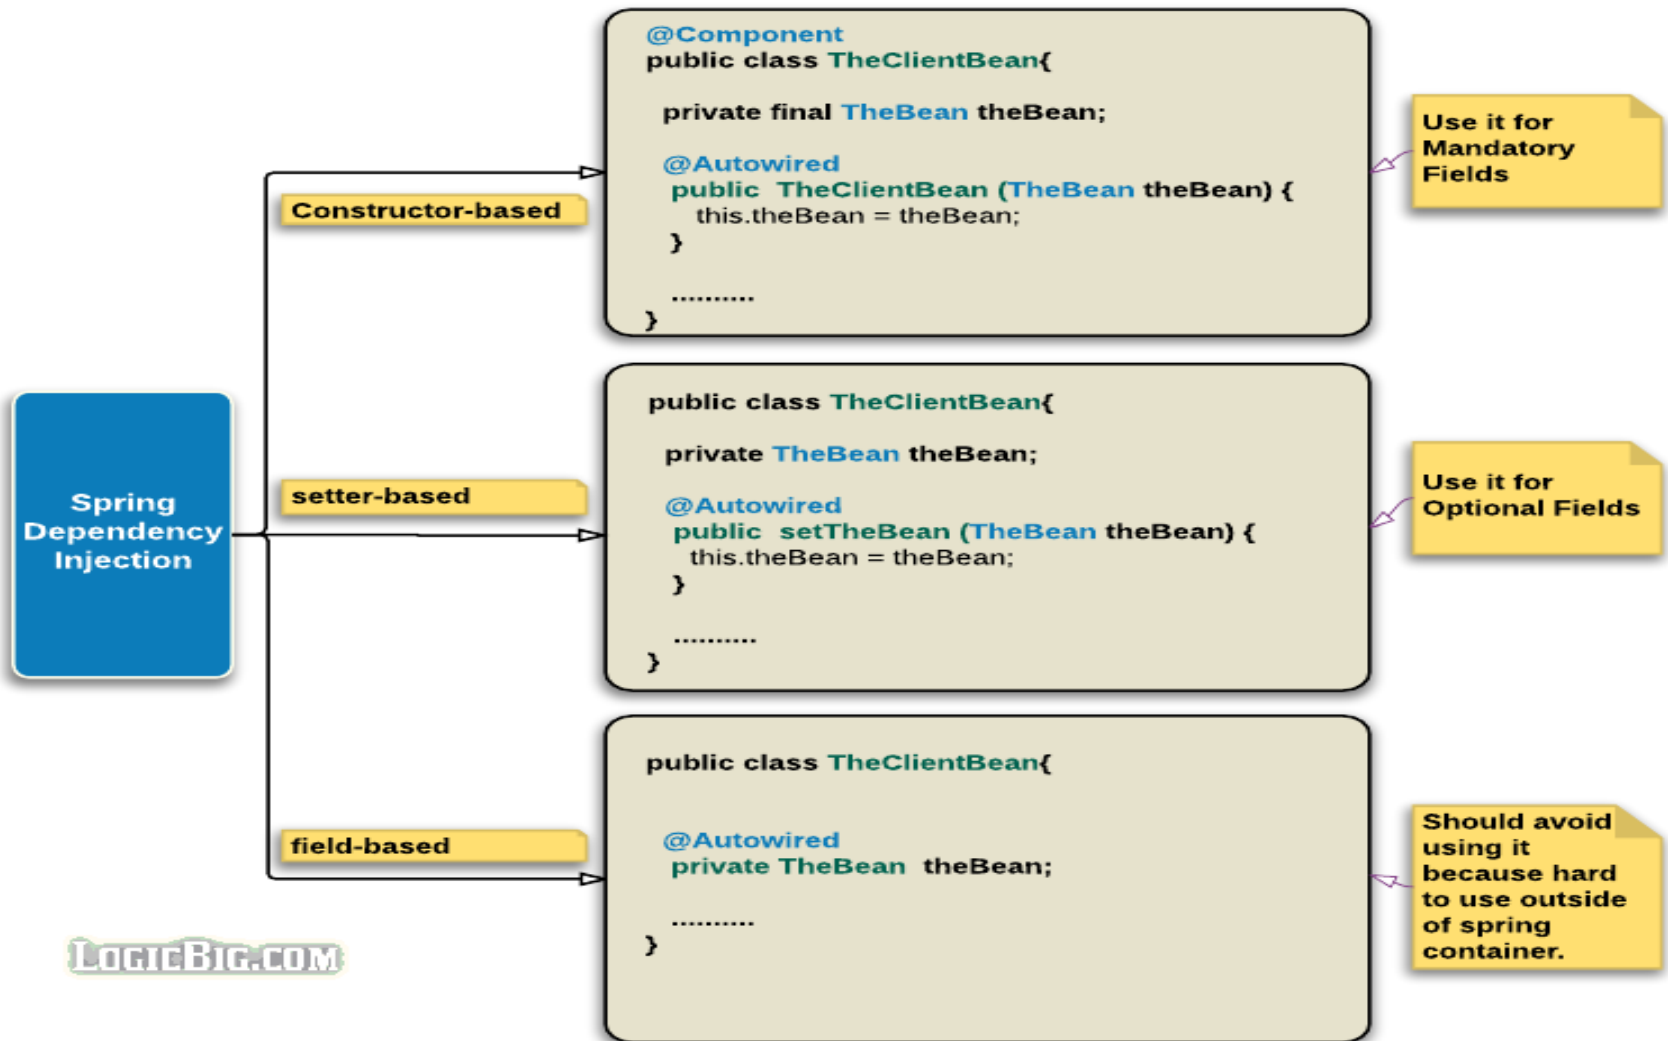 Spring
Dependency
Injection
Constructor-based
@Component
public class TheClientBean{
private final TheBean theBean;
@Autowired
public TheClientBean (TheBean theBean) {
this.theBean = theBean;
}
..........
}
Use it for
Mandatory
Fields
setter-based
public class TheClientBean{
private TheBean theBean;
@Autowired
public setTheBean (TheBean theBean) {
this.theBean = theBean;
}
..........
}
Use it for
Optional Fields
field-based
public class TheClientBean{
@Autowired
private TheBean theBean;
..........
}
Should avoid
using it
because hard
to use outside
of spring
container.
LOGICBIG.COM